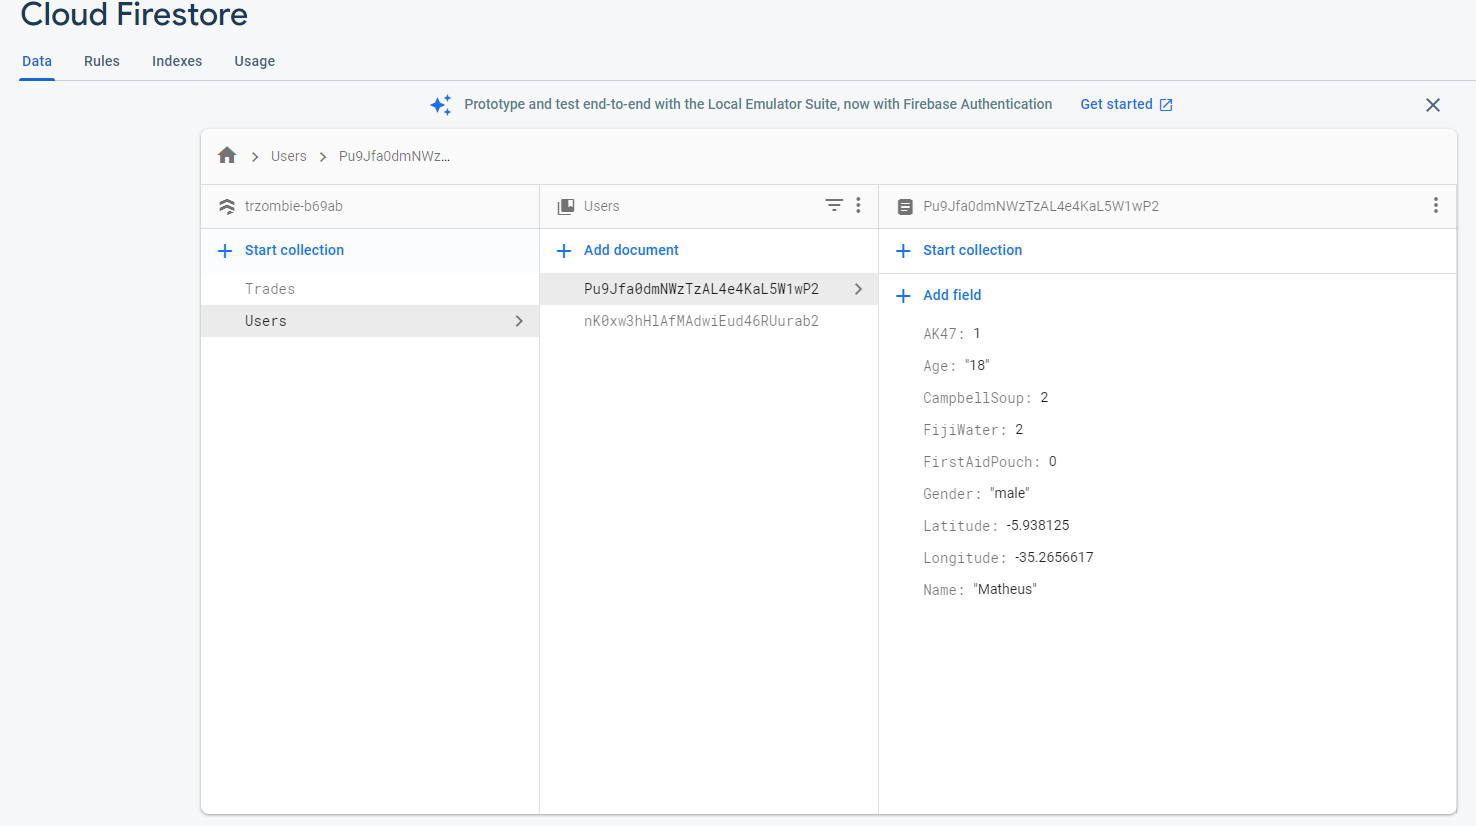 Cloud Firestore
Data Rules Indexes Usage
Prototype and test end-to-end with the Local Emulator Suite, now with Firebase Authentication Get started
Users Pu9Jfa0dmNWz...
trzombie-b69ab
Start collection
Trades
Users
Users
Add document
Pu9Jfa0dmNWzTzAL4e4KaL5W1wP2
nK0xw3hHlAfMAdwiEud46RUurab2
Pu9Jfa0dmNWzTzAL4e4KaL5W1wP2
Start collection
Add field
AK47: 1
Age: "18"
CampbellSoup: 2
FijiWater: 2
FirstAidPouch: 0
Gender: "male"
Latitude: -5.938125
Longitude: -35.2656617
Name: "Matheus"